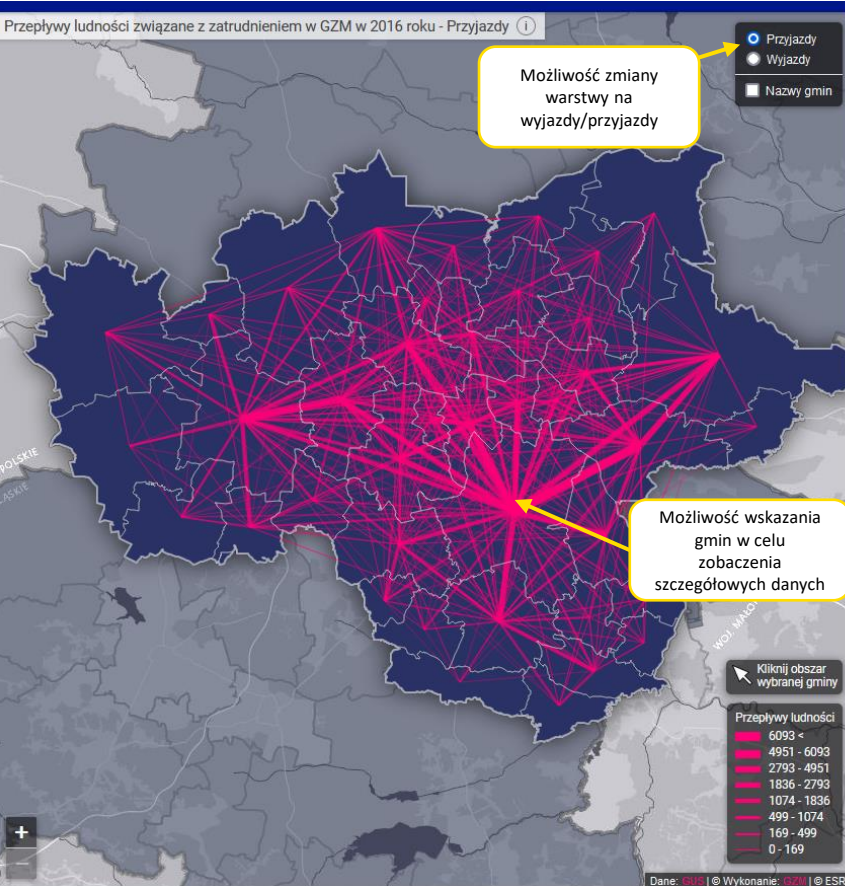 Przepływy ludności związane z zatrudnieniem w GZM w 2016 roku - Przyjazdy i
Przyjazdy
Wyjazdy
Nazwy gmin
Możliwość zmiany
warstwy na
wyjazdy/przyjazdy
POLSKIE
ĄSKIE
Możliwość wskazania
gmin w celu
zobaczenia
szczegółowych danych
WOJ. MAŁO
Kliknij obszar
wybranej gminy
Przepływy ludności
6093 <
4951 - 6093
2793 - 4951
1836 - 2793
1074 - 1836
499 - 1074
169 - 499
0 - 169
+
−
Dane: GUS | © Wykonanie: GZM | © ESR